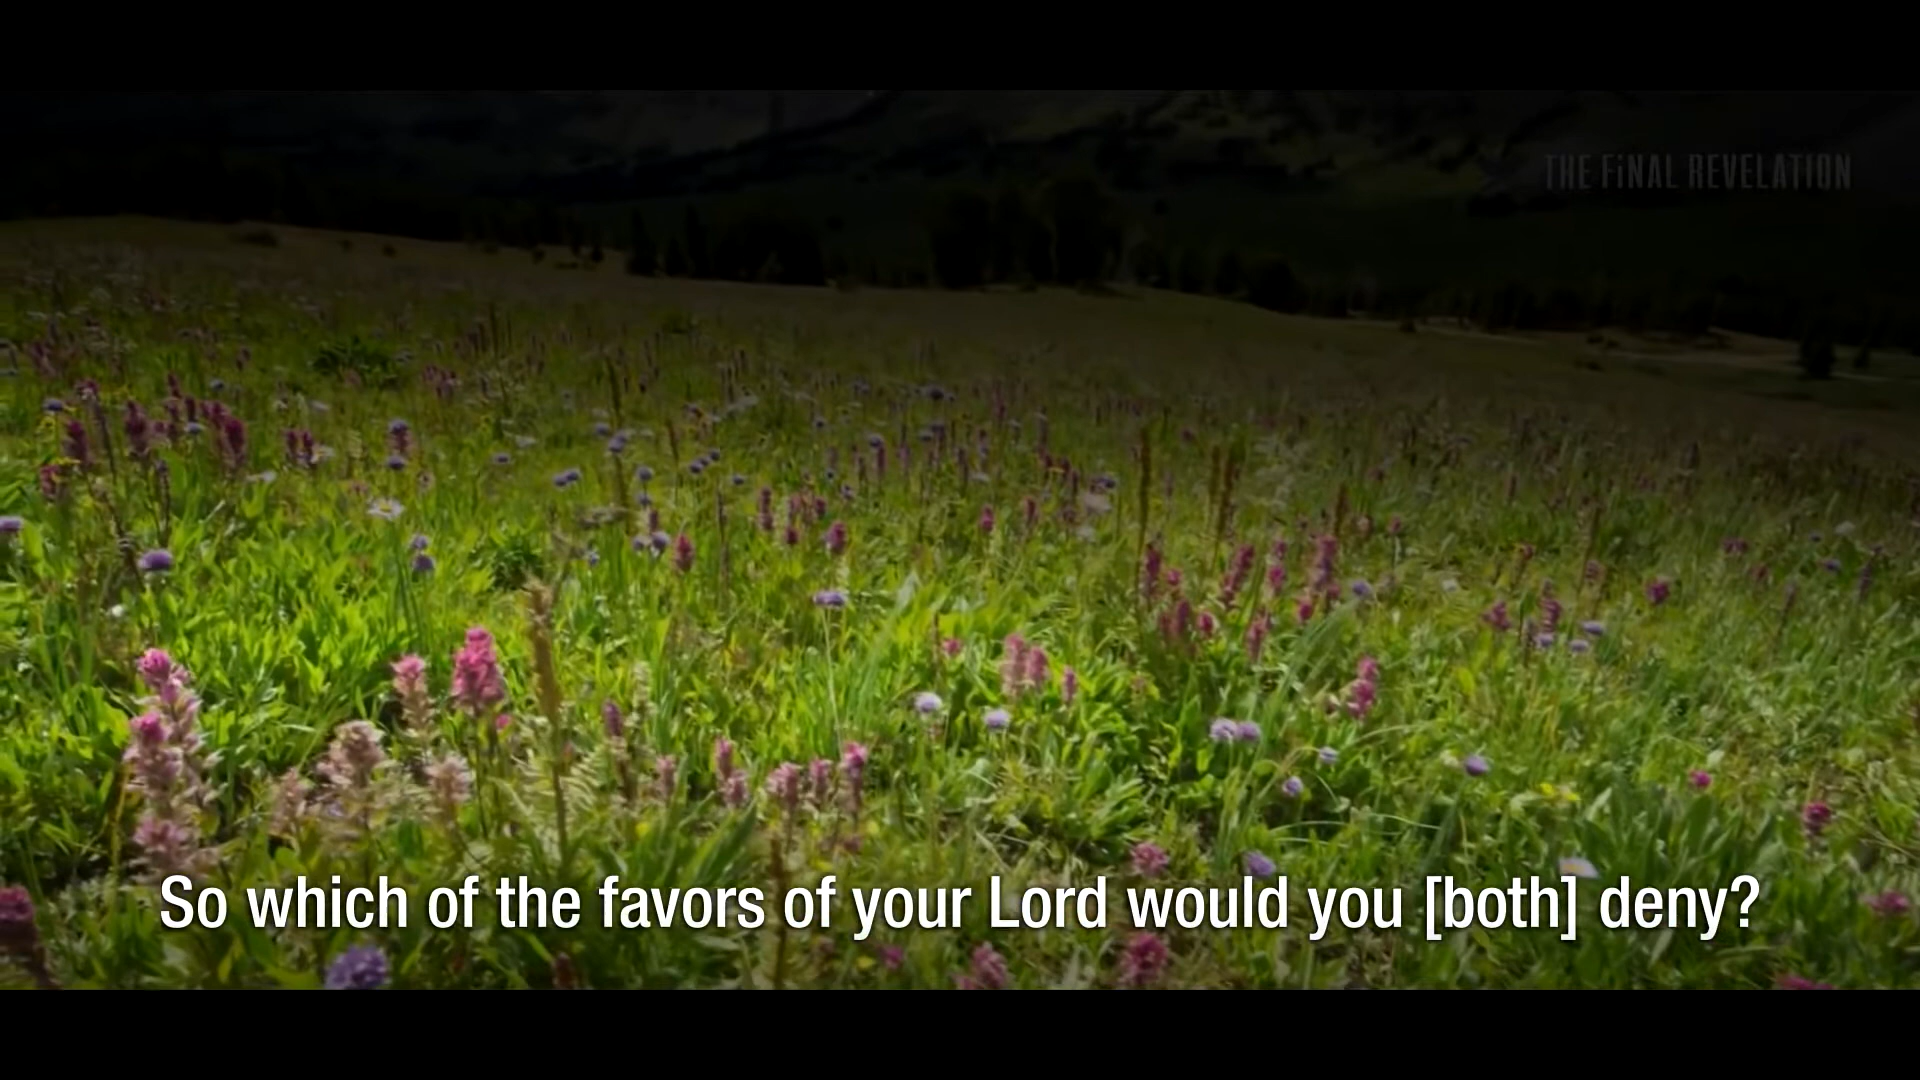 THE FiNAL REVELATION
So which of the favors of your Lord would you [both] deny?